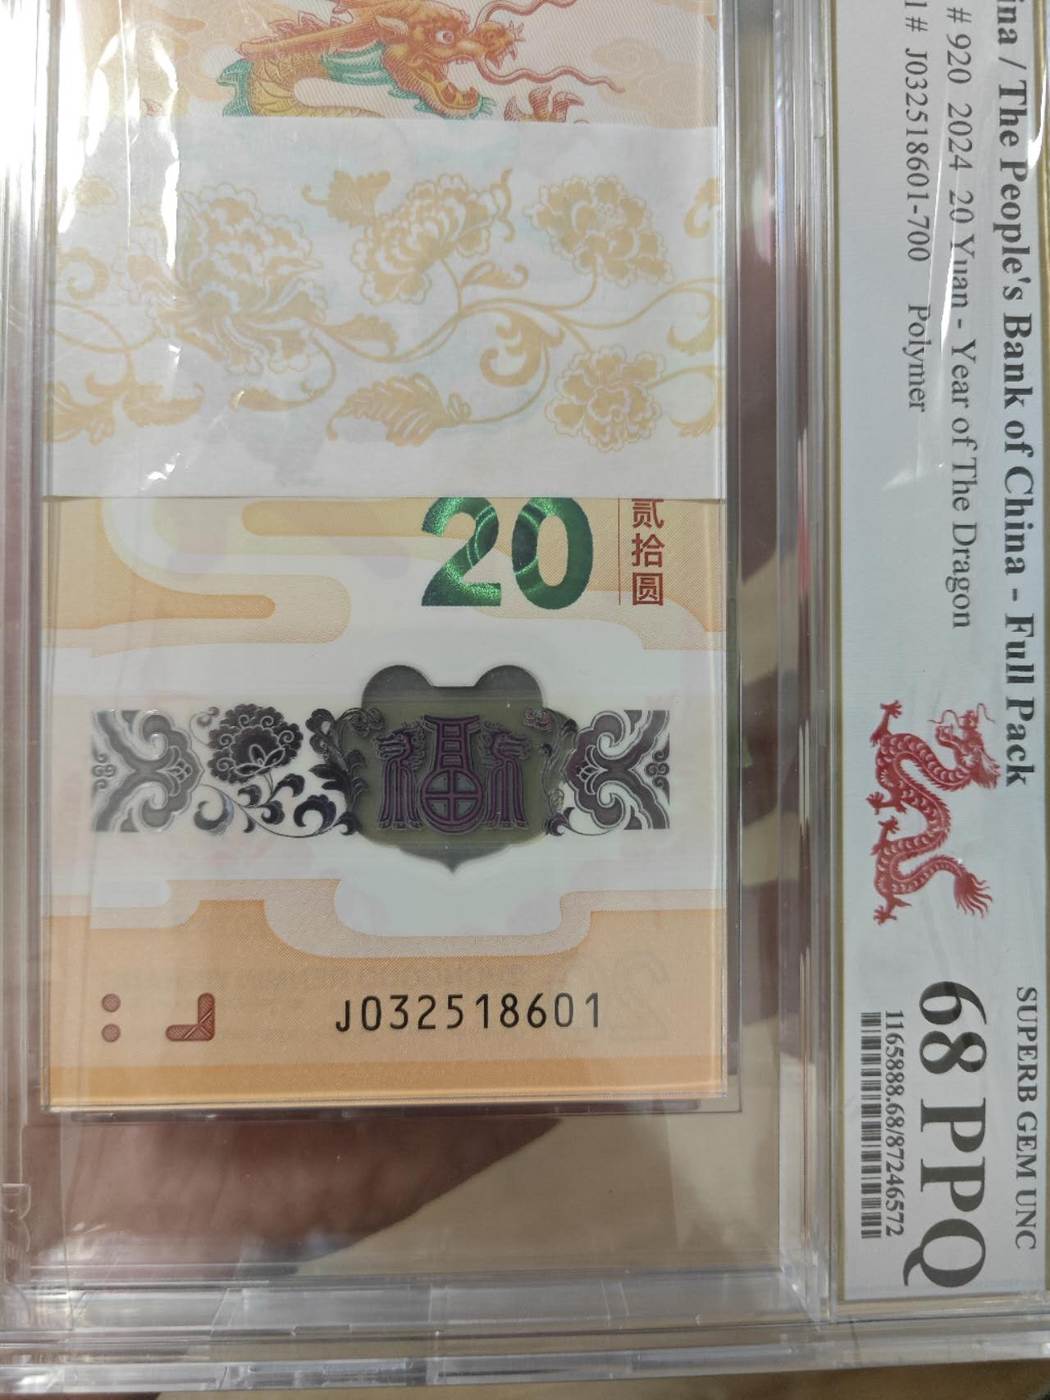 ina / The People's Bank of China - Full Pack
# 920 2024 20 Yuan - Year of The Dragon
1# J032518601-700 Polymer
SUPERB GEM UNC
68 PPQ
1165888.68/87246572
20
贰拾圆
J032518601